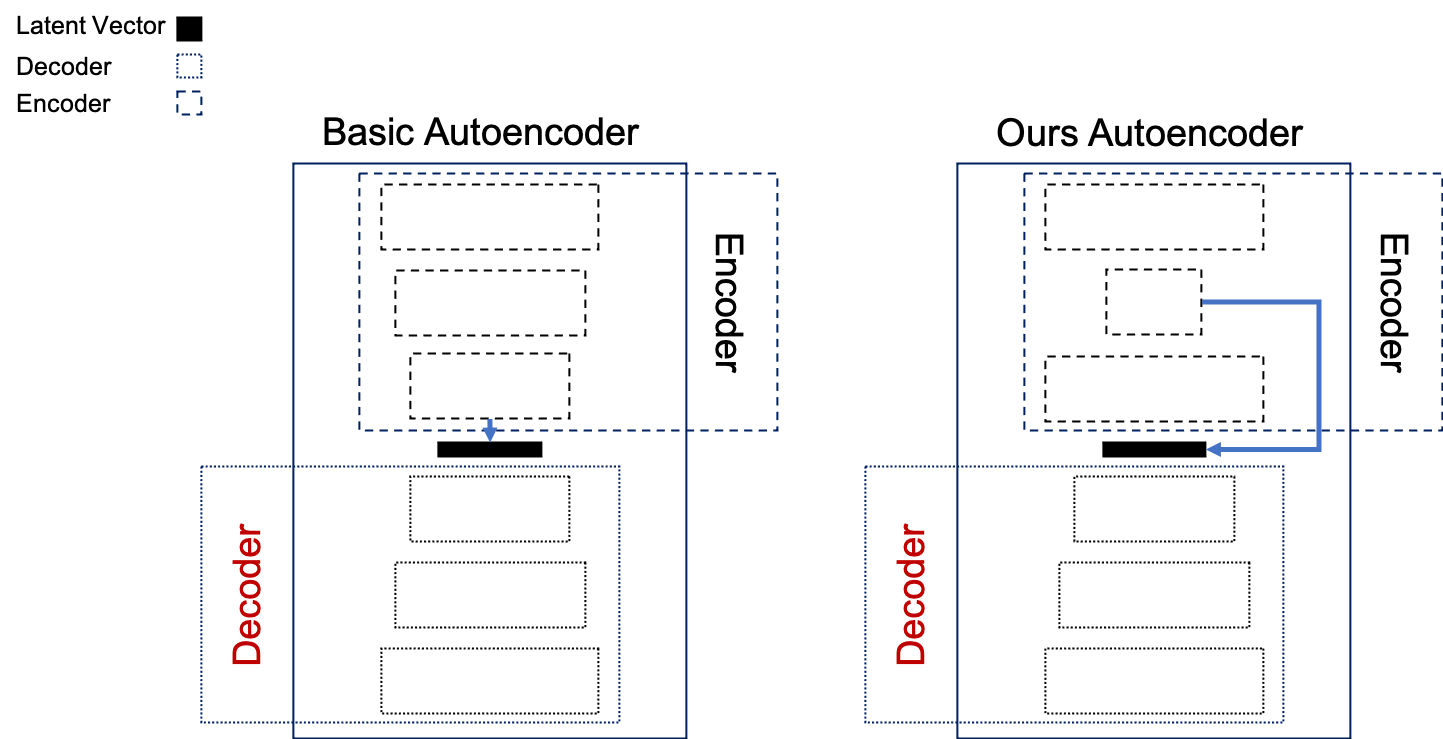 Latent Vector
Decoder
Encoder
Basic Autoencoder
Encoder
Decoder
Ours Autoencoder
Encoder
Decoder